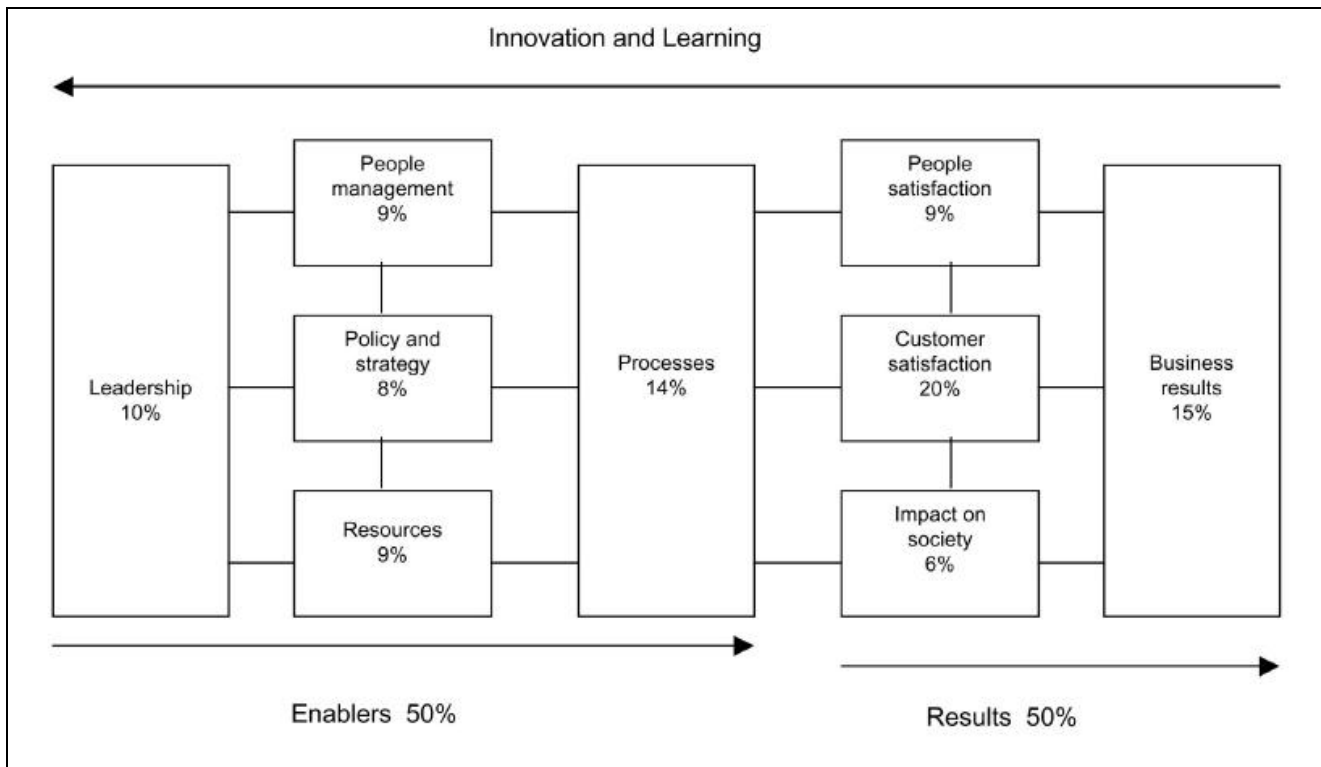 Innovation and Learning
Leadership
10%
People
management
9%
Policy and
strategy
8%
Resources
9%
Processes
14%
People
satisfaction
9%
Customer
satisfaction
20%
Impact on
society
6%
Business
results
15%
Enablers 50%
Results 50%